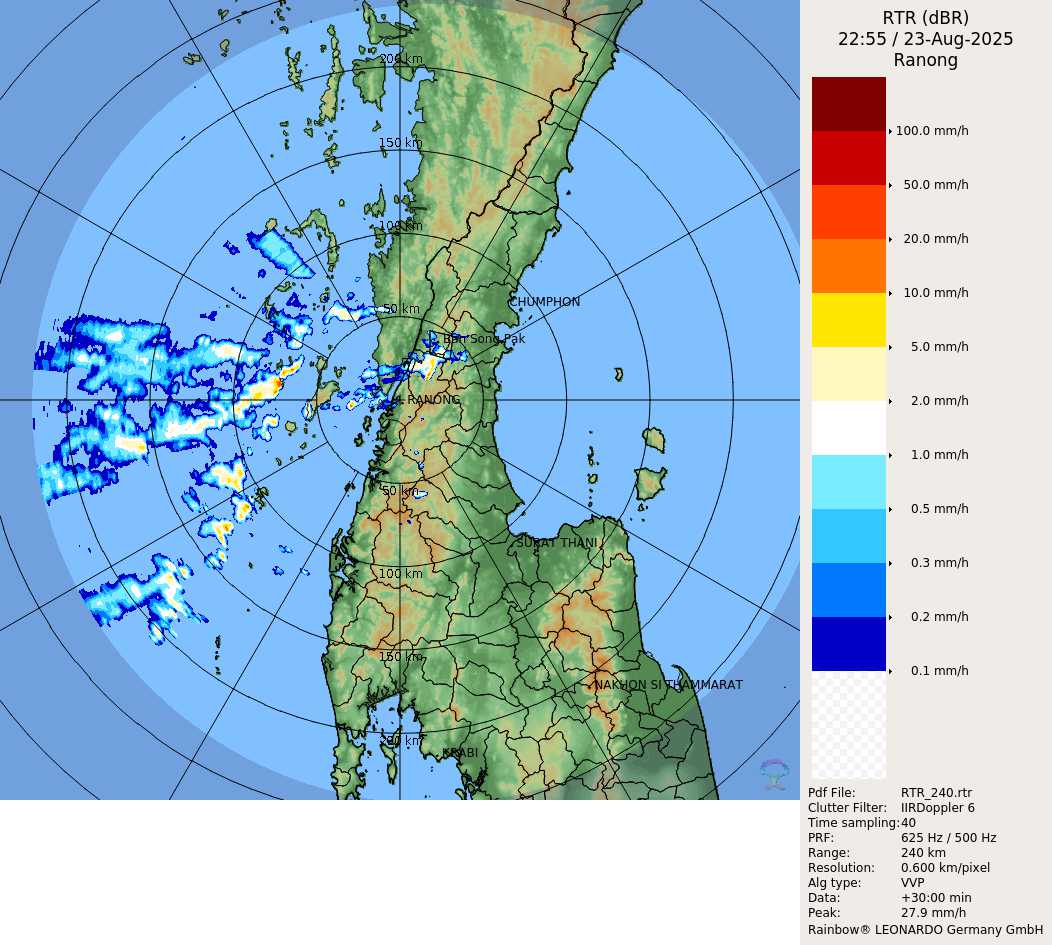 RTR (dBR)
22:55 / 23-Aug-2025
Ranong
200 km
150 km
100 km
50 km
CHUMPHON
Ban Song Pak
RANONG
50 km
SURAT THANI
100 km
150 km
NAKHON SI THAMMARAT
200 km
KRABI
100.0 mm/h
50.0 mm/h
20.0 mm/h
10.0 mm/h
5.0 mm/h
2.0 mm/h
1.0 mm/h
0.5 mm/h
0.3 mm/h
0.2 mm/h
0.1 mm/h
Pdf File: RTR_240.rtr
Clutter Filter: IIRDoppler 6
Time sampling: 40
PRF: 625 Hz / 500 Hz
Range: 240 km
Resolution: 0.600 km/pixel
Alg type: VVP
Data: +30:00 min
Peak: 27.9 mm/h
Rainbow® LEONARDO Germany GmbH